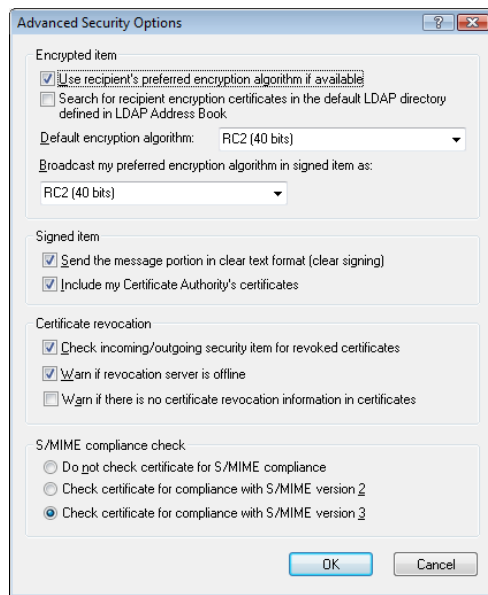 Advanced Security Options
Encrypted item
Use recipient's preferred encryption algorithm if available
Search for recipient encryption certificates in the default LDAP directory
defined in LDAP Address Book
Default encryption algorithm: RC2 (40 bits)
Broadcast my preferred encryption algorithm in signed item as:
RC2 (40 bits)
Signed item
Send the message portion in clear text format (clear signing)
Include my Certificate Authority's certificates
Certificate revocation
Check incoming/outgoing security item for revoked certificates
Warn if revocation server is offline
Warn if there is no certificate revocation information in certificates
S/MIME compliance check
Do not check certificate for S/MIME compliance
Check certificate for compliance with S/MIME version 2
Check certificate for compliance with S/MIME version 3
OK Cancel